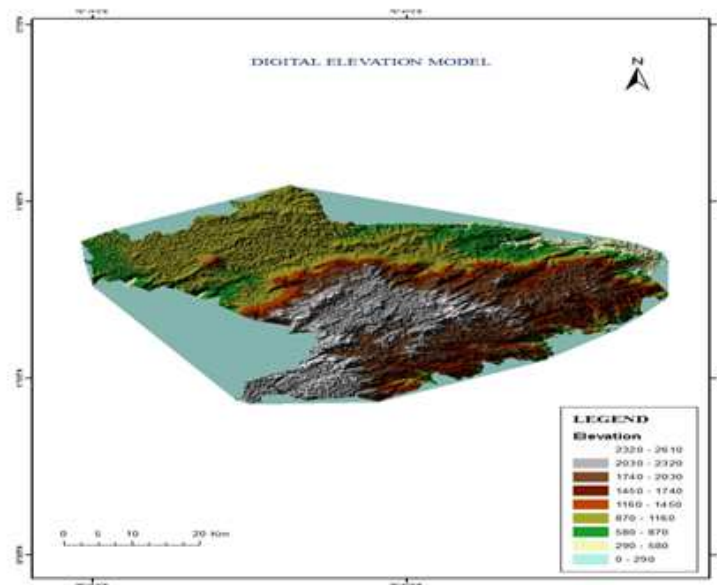 DIGITAL ELEVATION MODEL
N
LEGEND
Elevation
2320 - 2610
2030 - 2320
1740 - 2030
1450 - 1740
1160 - 1450
870 - 1160
580 - 870
290 - 580
0 - 290
0 5 10 20 Km